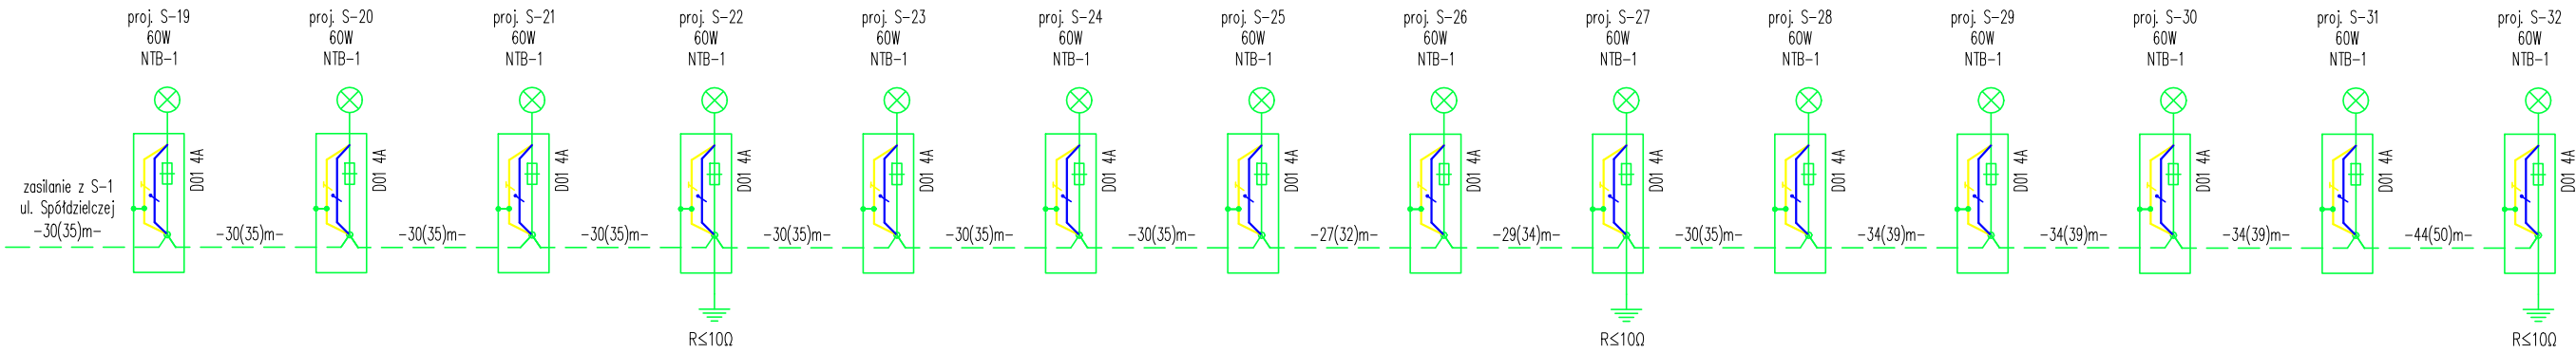 proj. S-19
60W
NTB-1
proj. S-20
60W
NTB-1
proj. S-21
60W
NTB-1
proj. S-22
60W
NTB-1
proj. S-23
60W
NTB-1
proj. S-24
60W
NTB-1
proj. S-25
60W
NTB-1
proj. S-26
60W
NTB-1
proj. S-27
60W
NTB-1
proj. S-28
60W
NTB-1
proj. S-29
60W
NTB-1
proj. S-30
60W
NTB-1
proj. S-31
60W
NTB-1
proj. S-32
60W
NTB-1
D01 4A
D01 4A
D01 4A
D01 4A
D01 4A
D01 4A
D01 4A
D01 4A
D01 4A
D01 4A
D01 4A
D01 4A
D01 4A
D01 4A
zasilanie z S-1
ul. Spółdzielczej
-30(35)m-
-30(35)m-
-30(35)m-
-30(35)m-
-30(35)m-
-30(35)m-
-30(35)m-
-27(32)m-
-29(34)m-
-30(35)m-
-34(39)m-
-34(39)m-
-34(39)m-
-44(50)m-
R≤10Ω
R≤10Ω
R≤10Ω